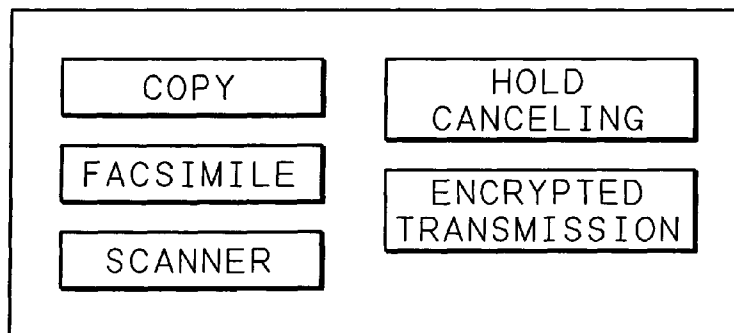 COPY
FACSIMILE
SCANNER
HOLD
CANCELING
ENCRYPTED
TRANSMISSION